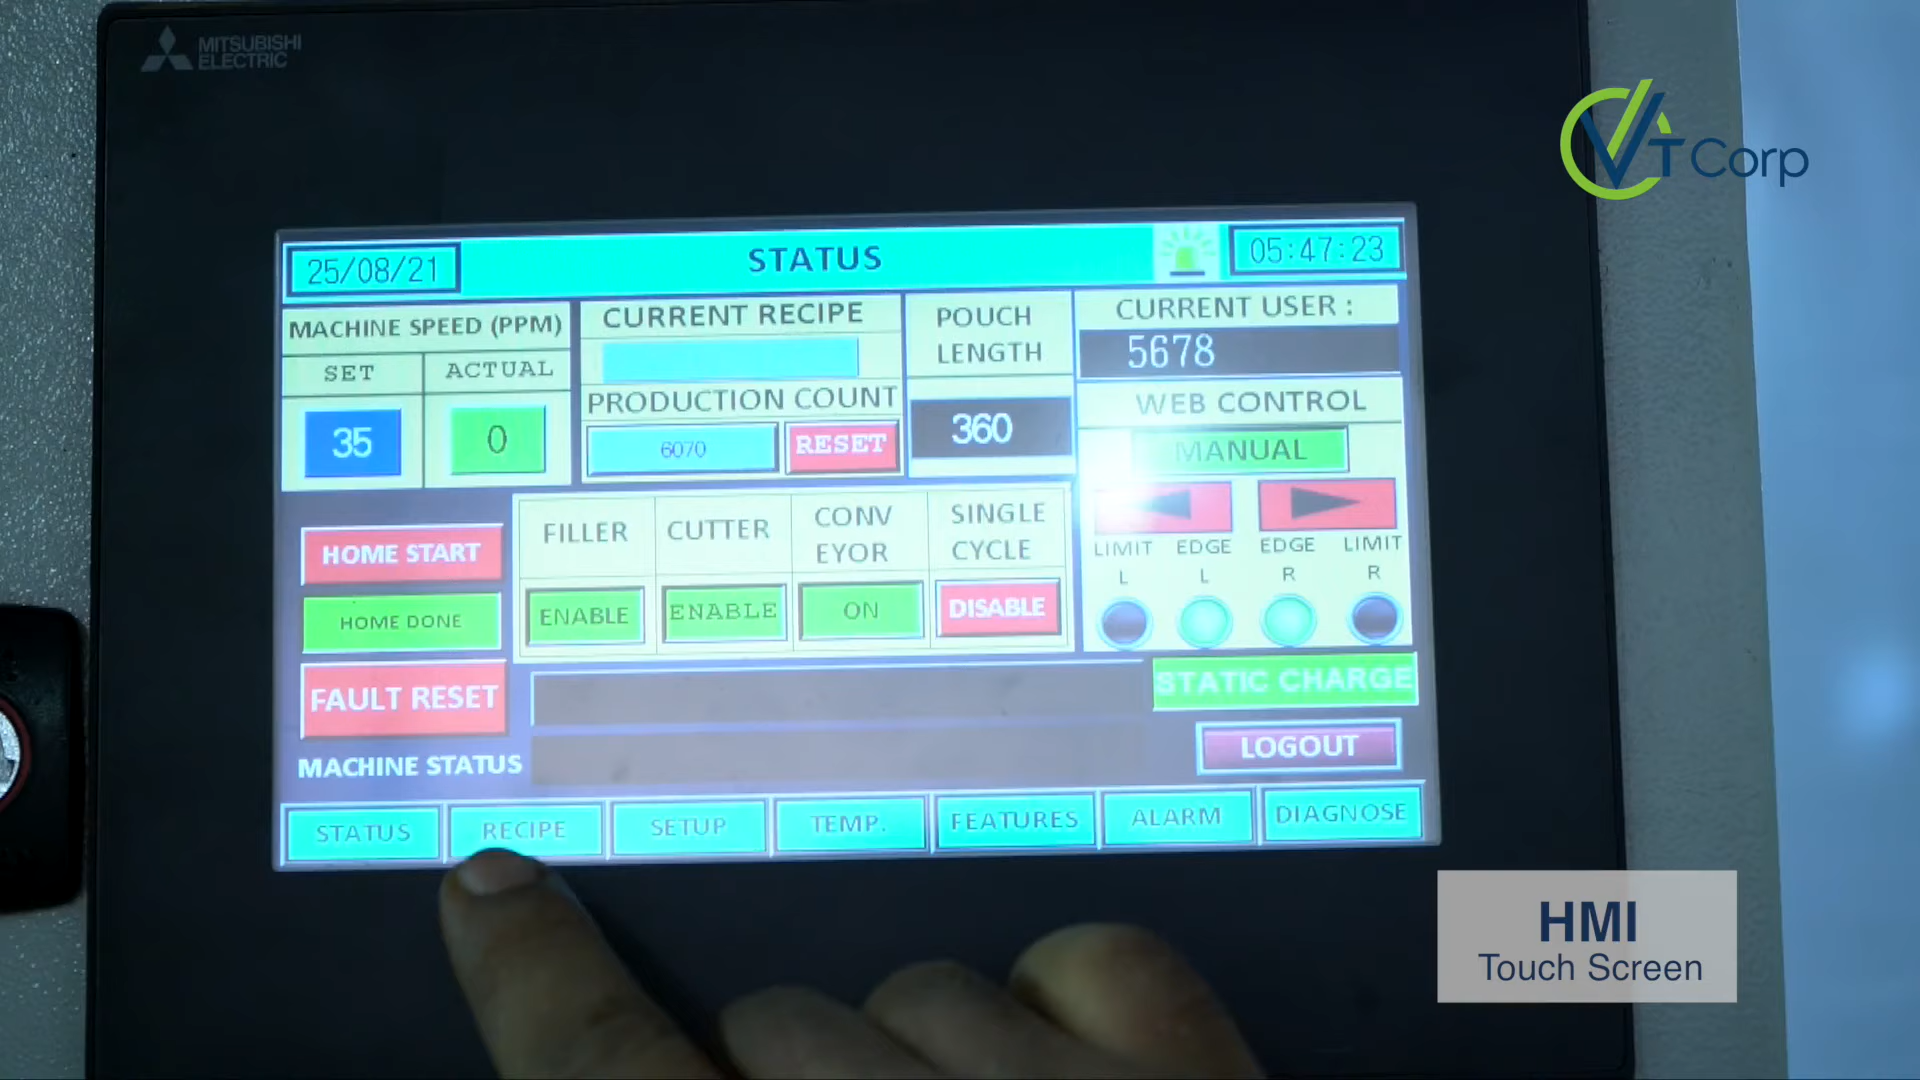 MITSUBISHI
ELECTRIC
VT Corp
25/08/21
STATUS
05:47:23
MACHINE SPEED (PPM)
SET
ACTUAL
35
0
CURRENT RECIPE
PRODUCTION COUNT
6070
RESET
POUCH
LENGTH
360
CURRENT USER :
5678
WEB CONTROL
MANUAL
LIMIT
L
EDGE
L
EDGE
R
LIMIT
R
HOME START
HOME DONE
FAULT RESET
FILLER
ENABLE
CUTTER
ENABLE
CONV
EYOR
ON
SINGLE
CYCLE
DISABLE
STATIC CHARGE
MACHINE STATUS
LOGOUT
STATUS
RECIPE
SETUP
TEMP.
FEATURES
ALARM
DIAGNOSE
HMI
Touch Screen